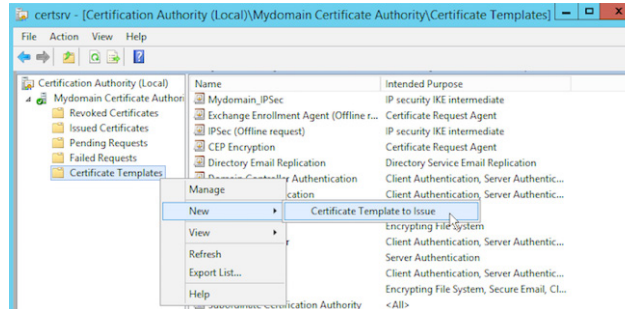 certsrv - [Certification Authority (Local)\Mydomain Certificate Authority\Certificate Templates]
File Action View Help
Certification Authority (Local)
Mydomain Certificate Authori
Revoked Certificates
Issued Certificates
Pending Requests
Failed Requests
Certificate Templates
Name Intended Purpose
Mydomain_IPSec IP security IKE intermediate
Exchange Enrollment Agent (Offline r... Certificate Request Agent
IPSec (Offline request) IP security IKE intermediate
CEP Encryption Certificate Request Agent
Directory Email Replication Directory Service Email Replication
Domain Controller Authentication Client Authentication, Server Authentic...
Manage
cation Client Authentication, Server Authentic...
New Certificate Template to Issue
Encrypting File System
View
r Client Authentication, Server Authentic...
Refresh
Server Authentication
Export List...
Client Authentication, Server Authentic...
Help
Encrypting File System, Secure Email, Cl...
Subordinate Certification Authority <All>